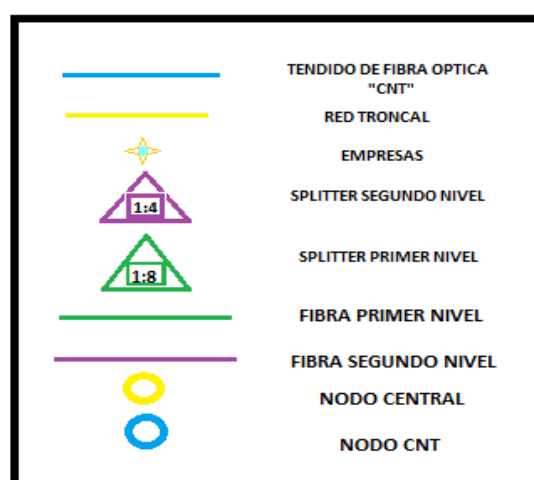 TENDIDO DE FIBRA OPTICA
"CNT"
RED TRONCAL
EMPRESAS
1:4
SPLITTER SEGUNDO NIVEL
1:8
SPLITTER PRIMER NIVEL
FIBRA PRIMER NIVEL
FIBRA SEGUNDO NIVEL
NODO CENTRAL
NODO CNT